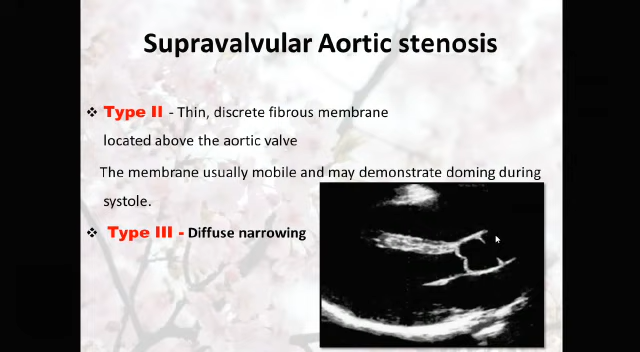 Supravalvular Aortic stenosis
❖ Type II - Thin, discrete fibrous membrane
located above the aortic valve
The membrane usually mobile and may demonstrate doming during
systole.
❖ Type III - Diffuse narrowing